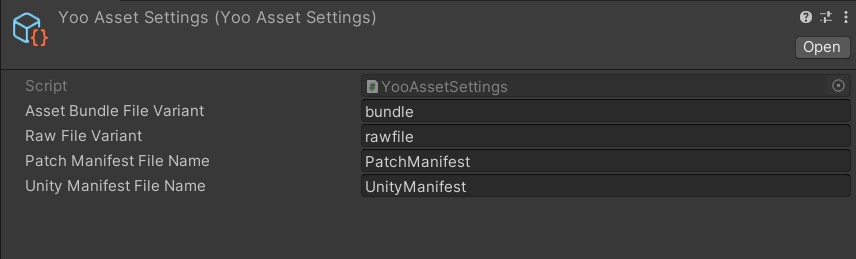 Yoo Asset Settings (Yoo Asset Settings)
Open
Script YooAssetSettings
Asset Bundle File Variant bundle
Raw File Variant rawfile
Patch Manifest File Name PatchManifest
Unity Manifest File Name UnityManifest